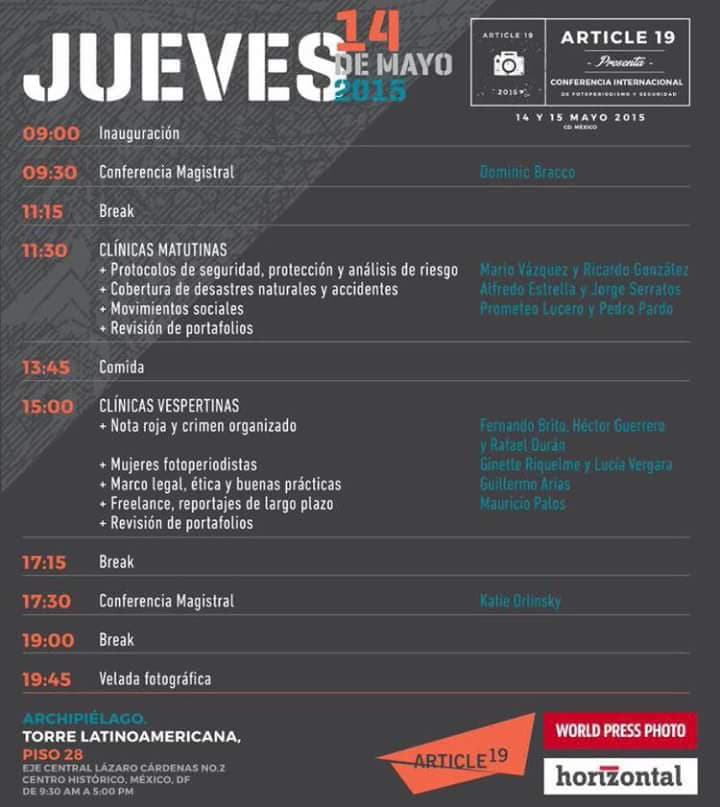 JUEVES
14
DE MAYO
2015
ARTICLE 19
2015
ARTICLE 19
Presenta
CONFERENCIA INTERNACIONAL
DE FOTOPERIODISMO Y SEGURIDAD
14 Y 15 MAYO 2015
CD. MÉXICO
09:00 Inauguración
09:30 Conferencia Magistral Dominic Bracco
11:15 Break
11:30 CLÍNICAS MATUTINAS
+ Protocolos de seguridad, protección y análisis de riesgo Mario Vázquez y Ricardo González
+ Cobertura de desastres naturales y accidentes Alfredo Estrella y Jorge Serratos
+ Movimientos sociales Prometeo Lucero y Pedro Pardo
+ Revisión de portafolios
13:45 Comida
15:00 CLÍNICAS VESPERTINAS
+ Nota roja y crimen organizado Fernando Brito, Héctor Guerrero
y Rafael Durán
+ Mujeres fotoperiodistas Ginette Riquelme y Lucía Vergara
+ Marco legal, ética y buenas prácticas Guillermo Arias
+ Freelance, reportajes de largo plazo Mauricio Palos
+ Revisión de portafolios
17:15 Break
17:30 Conferencia Magistral Katie Orlinsky
19:00 Break
19:45 Velada fotográfica
ARCHIPIÉLAGO.
TORRE LATINOAMERICANA,
PISO 28
EJE CENTRAL LÁZARO CÁRDENAS NO.2
CENTRO HISTÓRICO, MÉXICO, DF
DE 9:30 AM A 5:00 PM
ARTICLE 19
WORLD PRESS PHOTO
horizontal